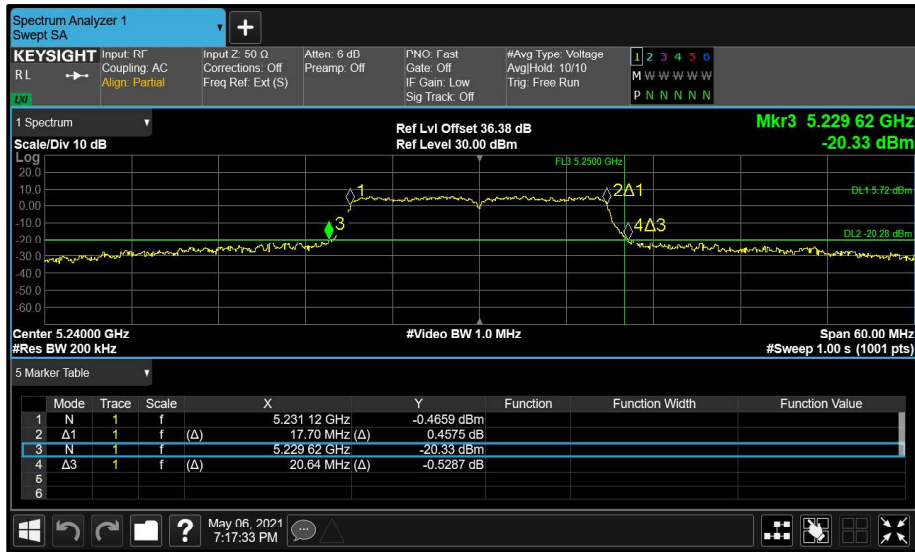 Spectrum Analyzer 1
Swept SA
+
KEYSIGHT
R L
LXI
Input: RF
Coupling: AC
Align: Partial
Input Z: 50 Ω
Corrections: Off
Freq Ref: Ext (S)
Atten: 6 dB
Preamp: Off
PNO: Fast
Gate: Off
IF Gain: Low
Sig Track: Off
#Avg Type: Voltage
Avg|Hold: 10/10
Trig: Free Run
1 2 3 4 5 6
M W W W W W
P N N N N N
1 Spectrum
Scale/Div 10 dB
Ref Lvl Offset 36.38 dB
Ref Level 30.00 dBm
Mkr3 5.229 62 GHz
-20.33 dBm
Log
FL3 5.2500 GHz
20.0
10.0
0.00
-10.0
-20.0
-30.0
-40.0
-50.0
-60.0
1
2Δ1
3
4Δ3
DL1 5.72 dBm
DL2 -20.28 dBm
Center 5.24000 GHz
#Video BW 1.0 MHz
Span 60.00 MHz
#Res BW 200 kHz
#Sweep 1.00 s (1001 pts)
5 Marker Table
Mode Trace Scale X Y Function Function Width Function Value
1 N 1 f 5.231 12 GHz -0.4659 dBm
2 Δ1 1 f (Δ) 17.70 MHz (Δ) 0.4575 dB
3 N 1 f 5.229 62 GHz -20.33 dBm
4 Δ3 1 f (Δ) 20.64 MHz (Δ) -0.5287 dB
5
6
?
May 06, 2021
7:17:33 PM